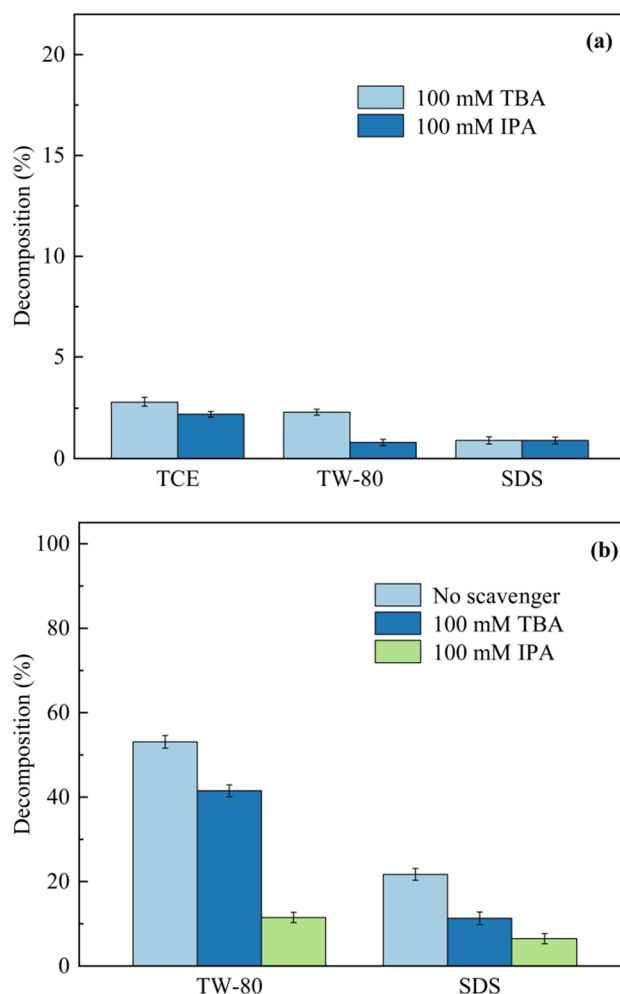 (a)
100 mM TBA
100 mM IPA
Decomposition (%)
20
15
10
5
0
TCE TW-80 SDS
(b)
No scavenger
100 mM TBA
100 mM IPA
Decomposition (%)
100
80
60
40
20
0
TW-80 SDS